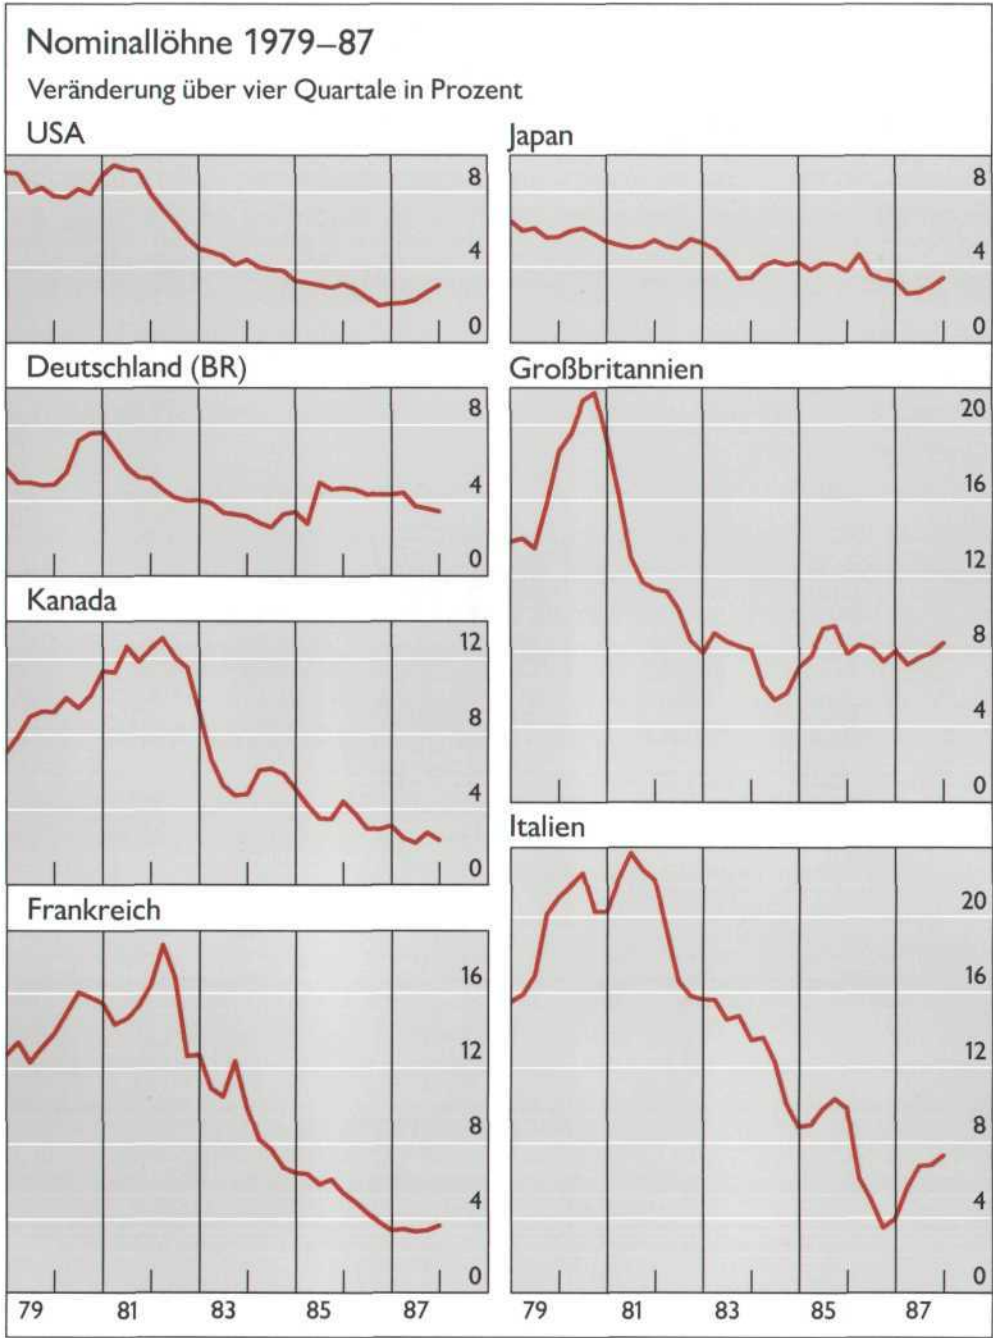 Nominallöhne 1979–87
Veränderung über vier Quartale in Prozent
USA
8
4
0
Japan
8
4
0
Deutschland (BR)
8
4
0
Großbritannien
20
16
12
8
4
0
Kanada
12
8
4
0
Italien
20
16
12
8
4
0
Frankreich
16
12
8
4
0
79 81 83 85 87
79 81 83 85 87